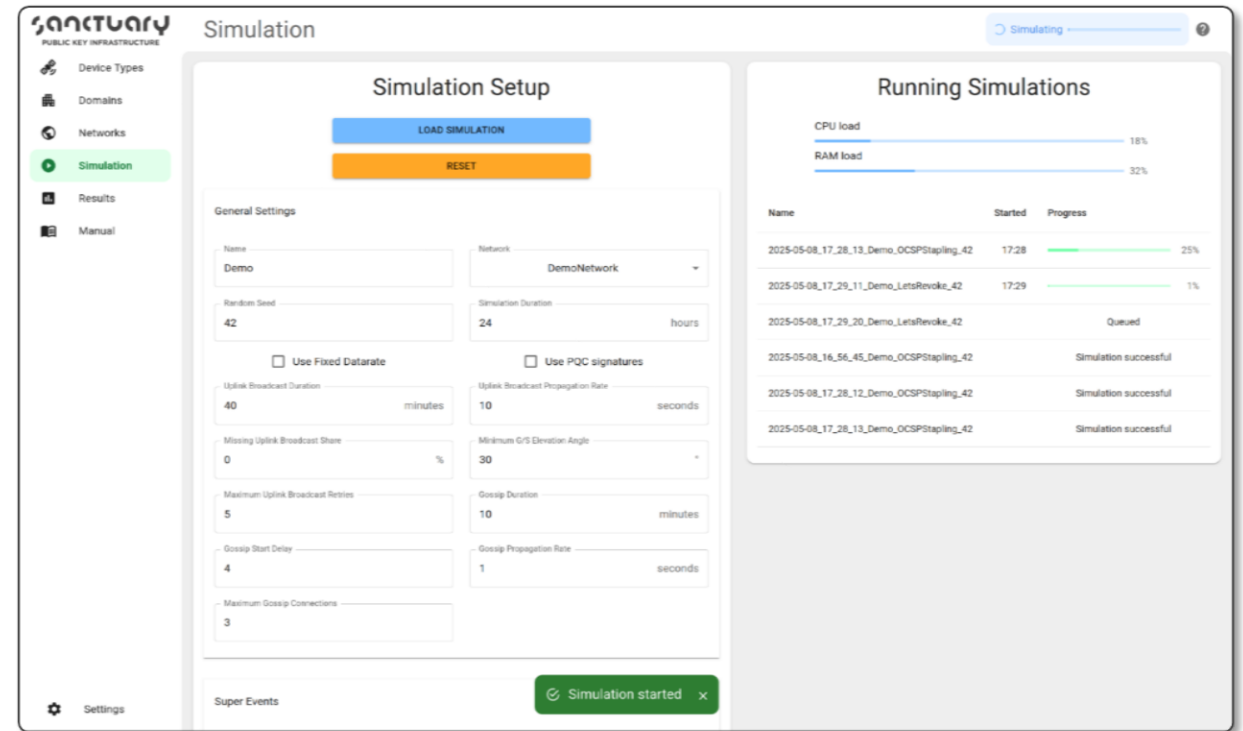 sanctuary
PUBLIC KEY INFRASTRUCTURE
Simulation
Simulating
Device Types
Domains
Networks
Simulation
Results
Manual
Settings
Simulation Setup
LOAD SIMULATION
RESET
General Settings
Name
Demo
Network
DemoNetwork
Random Seed
42
Simulation Duration
24 hours
Use Fixed Datarate
Use PQC signatures
Uplink Broadcast Duration
40 minutes
Uplink Broadcast Propagation Rate
10 seconds
Missing Uplink Broadcast Share
0 %
Minimum G/S Elevation Angle
30 °
Maximum Uplink Broadcast Retries
5
Gossip Duration
10 minutes
Gossip Start Delay
4
Gossip Propagation Rate
1 seconds
Maximum Gossip Connections
3
Super Events
Simulation started ×
Running Simulations
CPU load
18%
RAM load
32%
Name Started Progress
2025-05-08_17_28_13_Demo_OCSPStapling_42 17:28 25%
2025-05-08_17_29_11_Demo_LetsRevoke_42 17:29 1%
2025-05-08_17_29_20_Demo_LetsRevoke_42 Queued
2025-05-08_16_56_45_Demo_OCSPStapling_42 Simulation successful
2025-05-08_17_28_12_Demo_OCSPStapling_42 Simulation successful
2025-05-08_17_28_13_Demo_OCSPStapling_42 Simulation successful